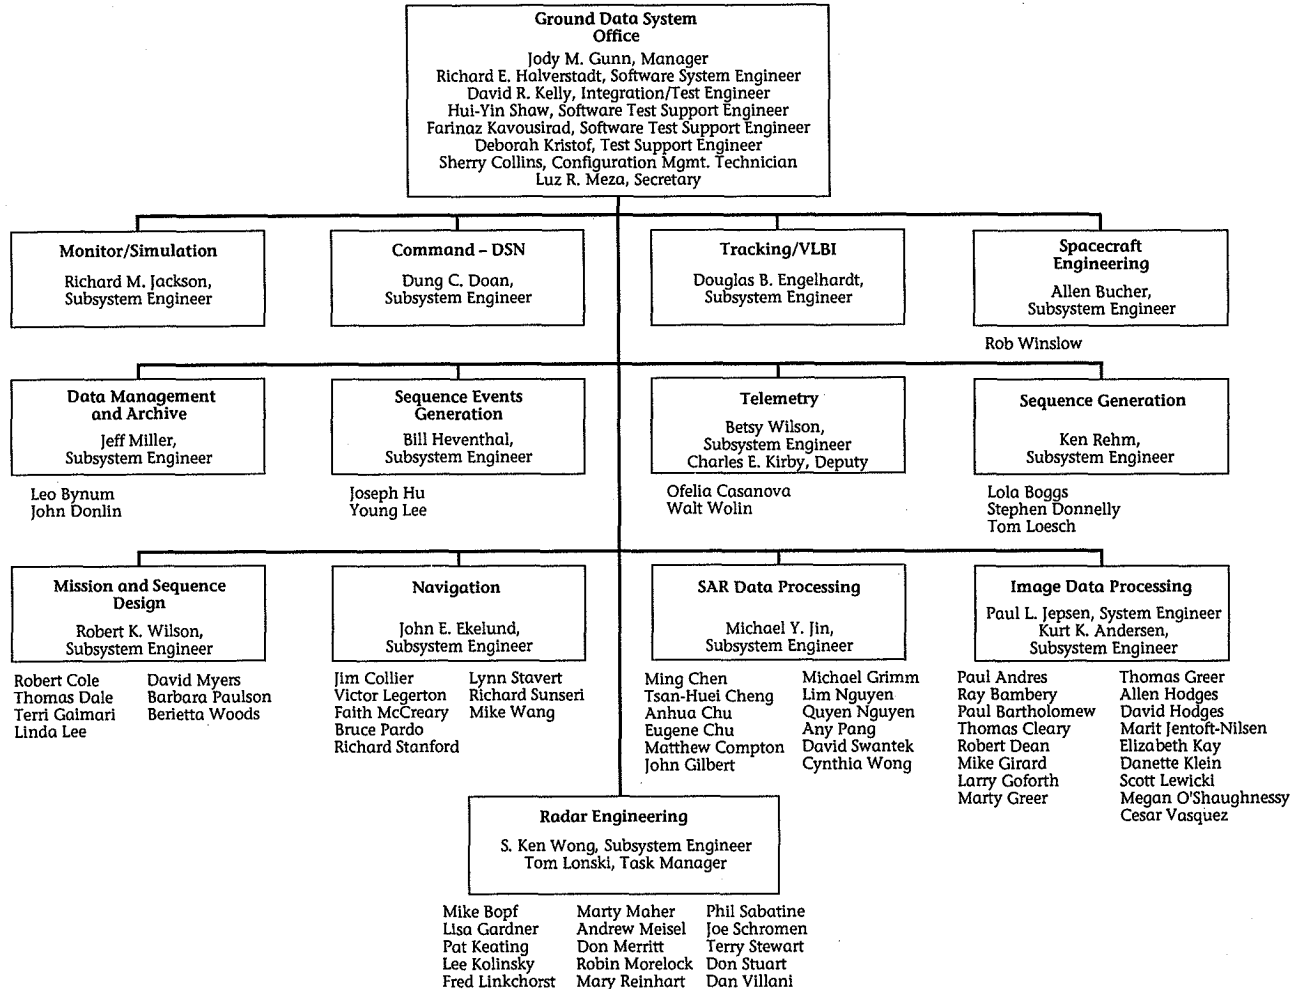 Ground Data System
Office
Jody M. Gunn, Manager
Richard E. Halverstadt, Software System Engineer
David R. Kelly, Integration/Test Engineer
Hui-Yin Shaw, Software Test Support Engineer
Farinaz Kavousirad, Software Test Support Engineer
Deborah Kristof, Test Support Engineer
Sherry Collins, Configuration Mgmt. Technician
Luz R. Meza, Secretary
Monitor/Simulation
Richard M. Jackson,
Subsystem Engineer
Command – DSN
Dung C. Doan,
Subsystem Engineer
Tracking/VLBI
Douglas B. Engelhardt,
Subsystem Engineer
Spacecraft
Engineering
Allen Bucher,
Subsystem Engineer
Rob Winslow
Data Management
and Archive
Jeff Miller,
Subsystem Engineer
Leo Bynum
John Donlin
Sequence Events
Generation
Bill Heventhal,
Subsystem Engineer
Joseph Hu
Young Lee
Telemetry
Betsy Wilson,
Subsystem Engineer
Charles E. Kirby, Deputy
Ofelia Casanova
Walt Wolin
Sequence Generation
Ken Rehm,
Subsystem Engineer
Lola Boggs
Stephen Donnelly
Tom Loesch
Mission and Sequence
Design
Robert K. Wilson,
Subsystem Engineer
Robert Cole
Thomas Dale
Terri Gaimari
Linda Lee
David Myers
Barbara Paulson
Berietta Woods
Navigation
John E. Ekelund,
Subsystem Engineer
Jim Collier
Victor Legerton
Faith McCreary
Bruce Pardo
Richard Stanford
Lynn Stavert
Richard Sunseri
Mike Wang
SAR Data Processing
Michael Y. Jin,
Subsystem Engineer
Ming Chen
Tsan-Huei Cheng
Anhua Chu
Eugene Chu
Matthew Compton
John Gilbert
Michael Grimm
Lim Nguyen
Quyen Nguyen
Any Pang
David Swantek
Cynthia Wong
Image Data Processing
Paul L. Jepsen, System Engineer
Kurt K. Andersen,
Subsystem Engineer
Paul Andres
Ray Bambery
Paul Bartholomew
Thomas Cleary
Robert Dean
Mike Girard
Larry Goforth
Marty Greer
Thomas Greer
Allen Hodges
David Hodges
Marit Jentoft-Nilsen
Elizabeth Kay
Danette Klein
Scott Lewicki
Megan O'Shaughnessy
Cesar Vasquez
Radar Engineering
S. Ken Wong, Subsystem Engineer
Tom Lonski, Task Manager
Mike Bopf
Lisa Gardner
Pat Keating
Lee Kolinsky
Fred Linkchorst
Marty Maher
Andrew Meisel
Don Merritt
Robin Morelock
Mary Reinhart
Phil Sabatine
Joe Schromen
Terry Stewart
Don Stuart
Dan Villani